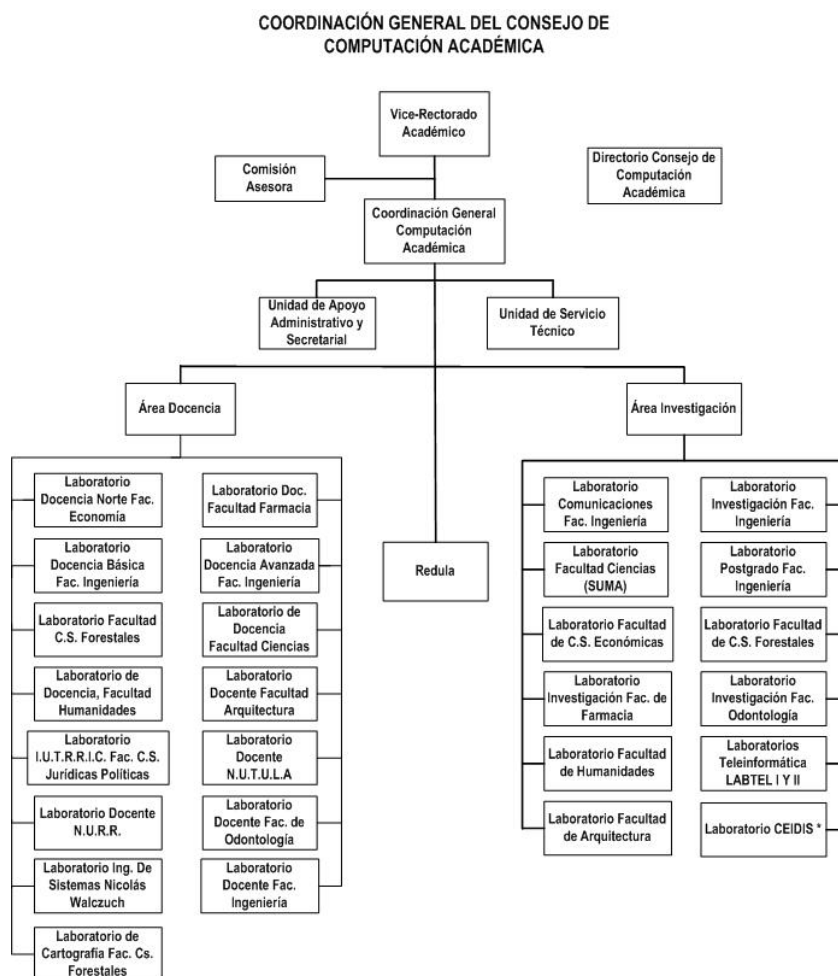 COORDINACIÓN GENERAL DEL CONSEJO DE
COMPUTACIÓN ACADÉMICA
Vice-Rectorado
Académico
Comisión
Asesora
Directorio Consejo de
Computación
Académica
Coordinación General
Computación
Académica
Unidad de Apoyo
Administrativo y
Secretarial
Unidad de Servicio
Técnico
Área Docencia
Área Investigación
Redula
Laboratorio
Docencia Norte Fac.
Economía
Laboratorio Doc.
Facultad Farmacia
Laboratorio
Docencia Básica
Fac. Ingeniería
Laboratorio
Docencia Avanzada
Fac. Ingeniería
Laboratorio Facultad
C.S. Forestales
Laboratorio de
Docencia
Facultad Ciencias
Laboratorio de
Docencia, Facultad
Humanidades
Laboratorio
Docente Facultad
Arquitectura
Laboratorio
I.U.T.R.R.I.C. Fac. C.S.
Jurídicas Políticas
Laboratorio
Docente
N.U.T.U.L.A
Laboratorio Docente
N.U.R.R.
Laboratorio
Docente Fac. de
Odontología
Laboratorio Ing. De
Sistemas Nicolás
Walczuch
Laboratorio
Docente Fac.
Ingeniería
Laboratorio de
Cartografía Fac. Cs.
Forestales
Laboratorio
Comunicaciones
Fac. Ingeniería
Laboratorio
Investigación Fac.
Ingeniería
Laboratorio
Facultad Ciencias
(SUMA)
Laboratorio
Postgrado Fac.
Ingeniería
Laboratorio Facultad
de C.S. Económicas
Laboratorio Facultad
de C.S. Forestales
Laboratorio
Investigación Fac. de
Farmacia
Laboratorio
Investigación Fac.
Odontología
Laboratorio Facultad
de Humanidades
Laboratorios
Teleinformática
LABTEL I Y II
Laboratorio Facultad
de Arquitectura
Laboratorio CEIDIS *